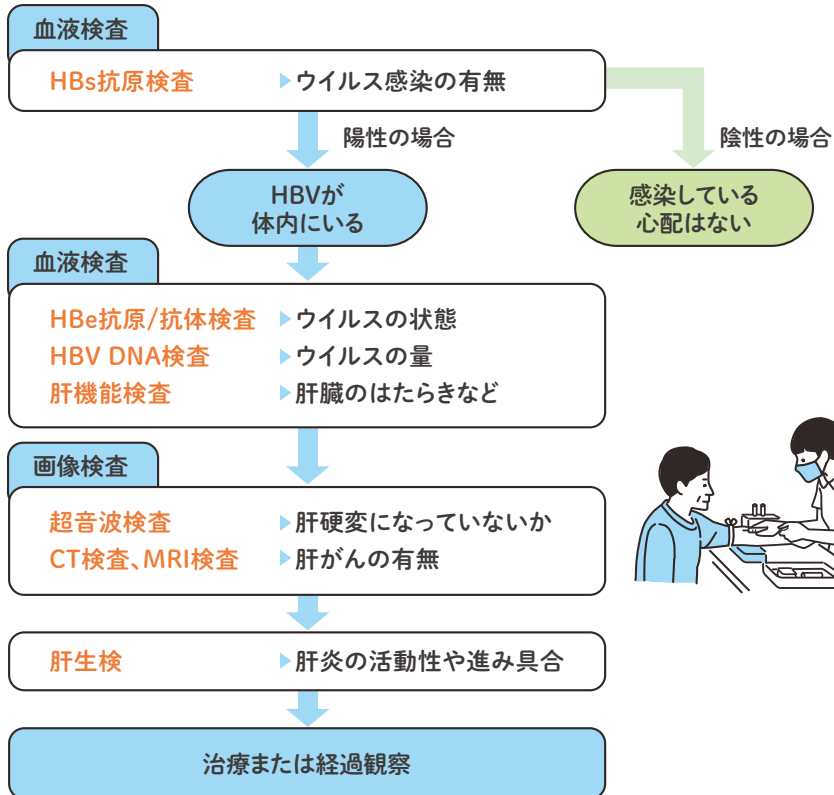 血液検査
HBs抗原検査 ▶ウイルス感染の有無
陽性の場合
陰性の場合
HBVが
体内にいる
感染している
心配はない
血液検査
HBe抗原/抗体検査 ▶ウイルスの状態
HBV DNA検査 ▶ウイルスの量
肝機能検査 ▶肝臓のはたらきなど
画像検査
超音波検査 ▶肝硬変になっていないか
CT検査、MRI検査 ▶肝がんの有無
肝生検 ▶肝炎の活動性や進み具合
治療または経過観察